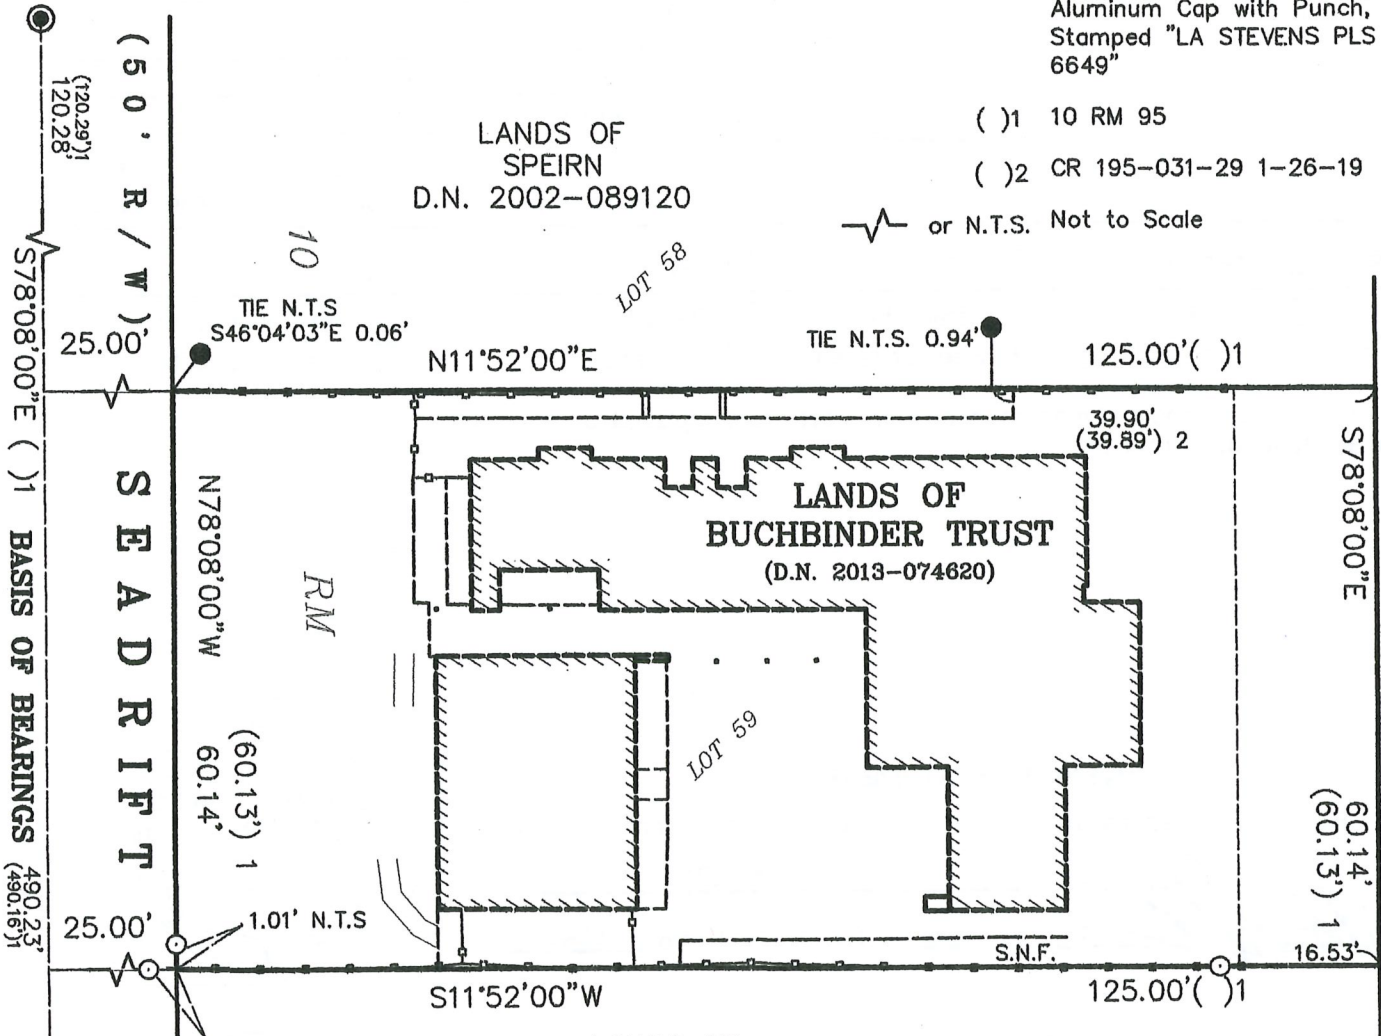 Aluminum Cap with Punch,
Stamped "LA STEVENS PLS
6649"
( )1 10 RM 95
( )2 CR 195-031-29 1-26-19
or N.T.S. Not to Scale
(120.29')1
120.28'
(50' R/W)
LANDS OF
SPEIRN
D.N. 2002-089120
10
LOT 58
TIE N.T.S
S46°04'03"E 0.06'
TIE N.T.S. 0.94'
25.00'
N11°52'00"E
125.00'( )1
39.90'
(39.89') 2
S78°08'00"E ( )1 BASIS OF BEARINGS 490.23'
(490.16')1
SEADRIFT
N78°08'00"W
RM
LANDS OF
BUCHBINDER TRUST
(D.N. 2013-074620)
S78°08'00"E
LOT 59
(60.13') 1
60.14'
60.14'
(60.13') 1
25.00'
1.01' N.T.S
S.N.F.
16.53'
S11°52'00"W
125.00'( )1